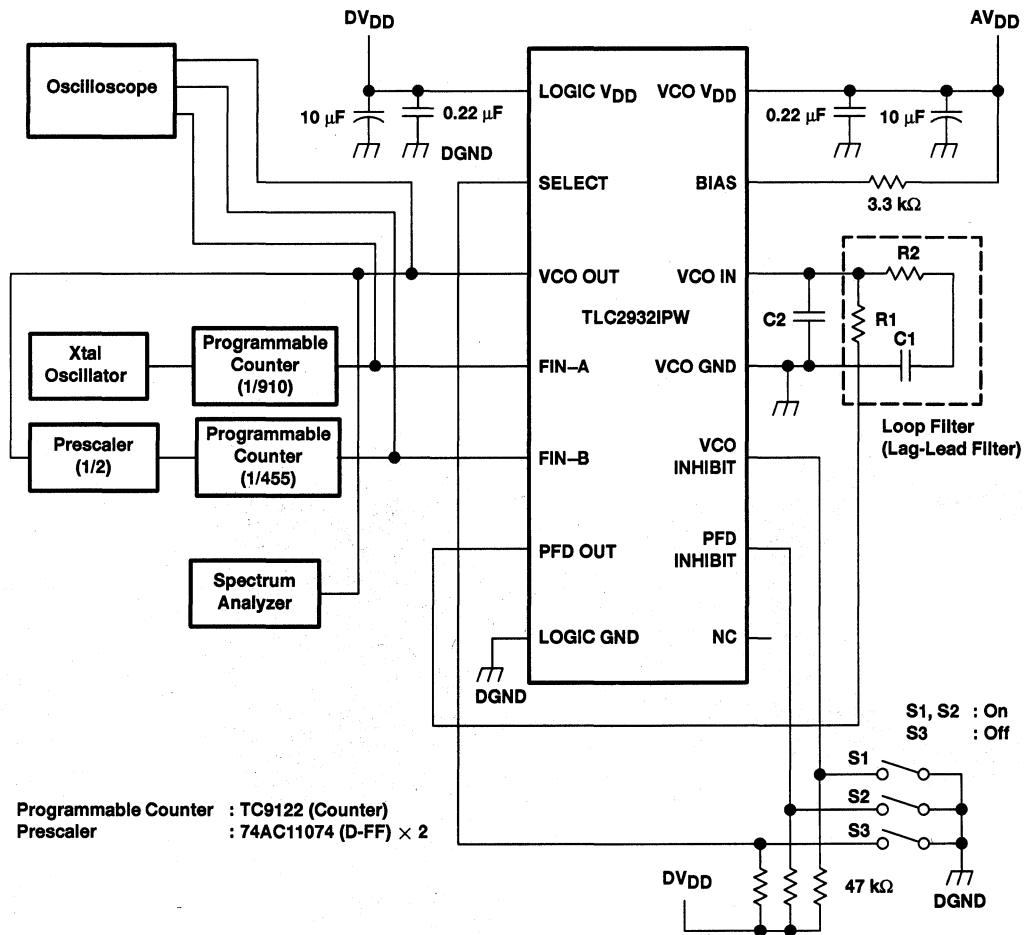 DVDD
AVDD
Oscilloscope
10 μF
0.22 μF
DGND
LOGIC VDD
VCO VDD
0.22 μF
10 μF
SELECT
BIAS
3.3 kΩ
VCO OUT
VCO IN
R2
TLC2932IPW
C2
R1
C1
Xtal
Oscillator
Programmable
Counter
(1/910)
FIN–A
VCO GND
Loop Filter
(Lag-Lead Filter)
Prescaler
(1/2)
Programmable
Counter
(1/455)
FIN–B
VCO
INHIBIT
PFD OUT
PFD
INHIBIT
Spectrum
Analyzer
LOGIC GND
NC
DGND
S1, S2 : On
S3 : Off
S1
S2
S3
Programmable Counter : TC9122 (Counter)
Prescaler : 74AC11074 (D-FF) × 2
DVDD
47 kΩ
DGND